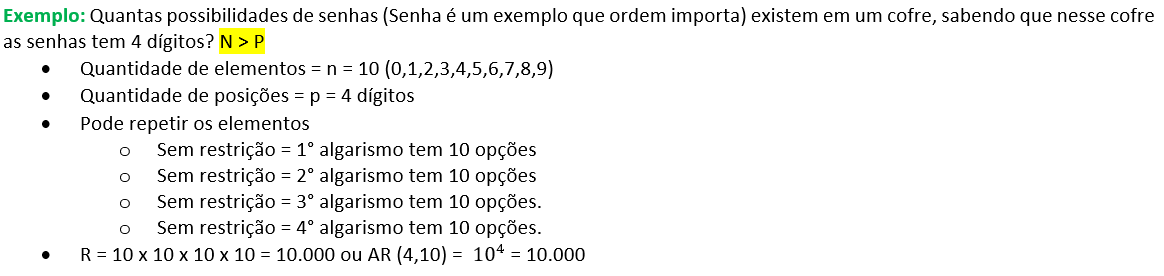 Exemplo: Quantas possibilidades de senhas (Senha é um exemplo que ordem importa) existem em um cofre, sabendo que nesse cofre
as senhas tem 4 dígitos? N > P
• Quantidade de elementos = n = 10 (0,1,2,3,4,5,6,7,8,9)
• Quantidade de posições = p = 4 dígitos
• Pode repetir os elementos
o Sem restrição = 1° algarismo tem 10 opções
o Sem restrição = 2° algarismo tem 10 opções
o Sem restrição = 3° algarismo tem 10 opções.
o Sem restrição = 4° algarismo tem 10 opções.
• R = 10 x 10 x 10 x 10 = 10.000 ou AR (4,10) = 10⁴ = 10.000